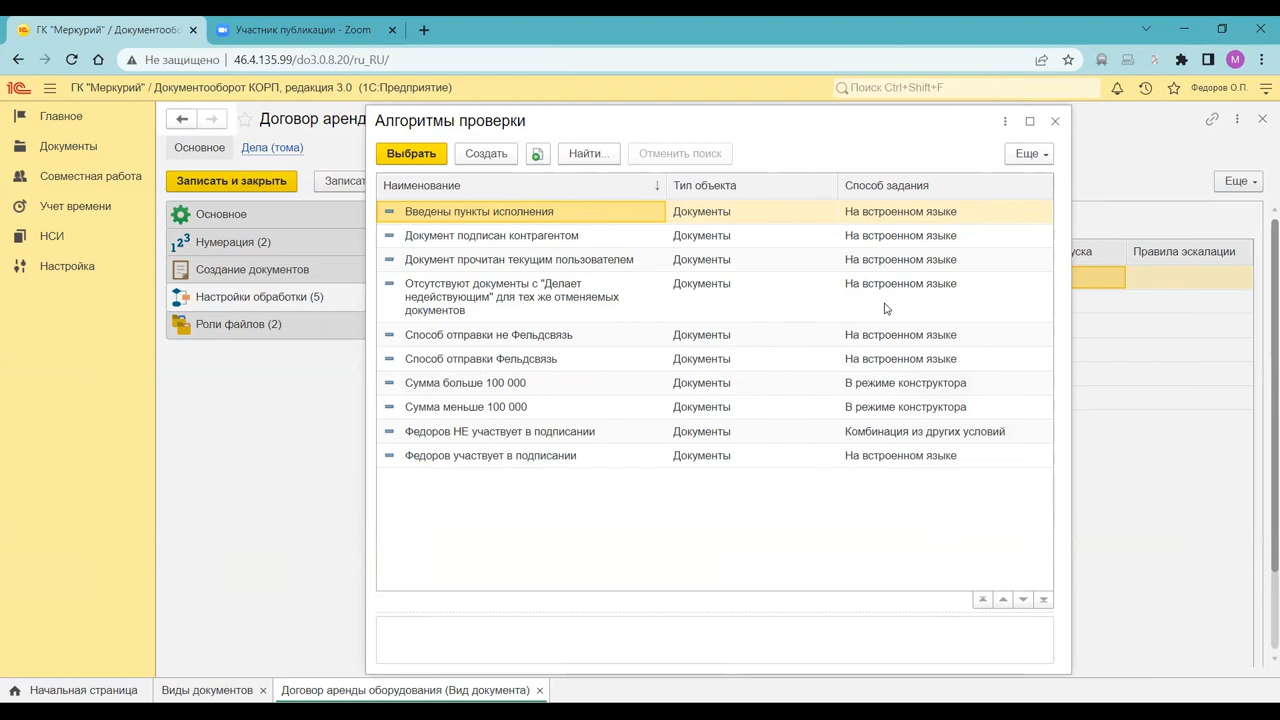 ГК "Меркурий" / Документообс
Участник публикации - Zoom
Не защищено
46.4.135.99/do3.0.8.20/ru_RU/
M
1С
ГК "Меркурий" / Документооборот КОРП, редакция 3.0 (1С:Предприятие)
Поиск Ctrl+Shift+F
Федоров О.П.
Главное
Документы
Совместная работа
Учет времени
НСИ
Настройка
Договор аренд
Основное
Дела (тома)
Записать и закрыть
Записат
Еще
Основное
Нумерация (2)
Создание документов
Настройки обработки (5)
Роли файлов (2)
уска
Правила эскалации
Алгоритмы проверки
Выбрать
Создать
Найти...
Отменить поиск
Еще
Наименование
Тип объекта
Способ задания
Введены пункты исполнения
Документы
На встроенном языке
Документ подписан контрагентом
Документы
На встроенном языке
Документ прочитан текущим пользователем
Документы
На встроенном языке
Отсутствуют документы с "Делает
недействующим" для тех же отменяемых
документов
Документы
На встроенном языке
Способ отправки не Фельдсвязь
Документы
На встроенном языке
Способ отправки Фельдсвязь
Документы
На встроенном языке
Сумма больше 100 000
Документы
В режиме конструктора
Сумма меньше 100 000
Документы
В режиме конструктора
Федоров НЕ участвует в подписании
Документы
Комбинация из других условий
Федоров участвует в подписании
Документы
На встроенном языке
Начальная страница
Виды документов
Договор аренды оборудования (Вид документа)